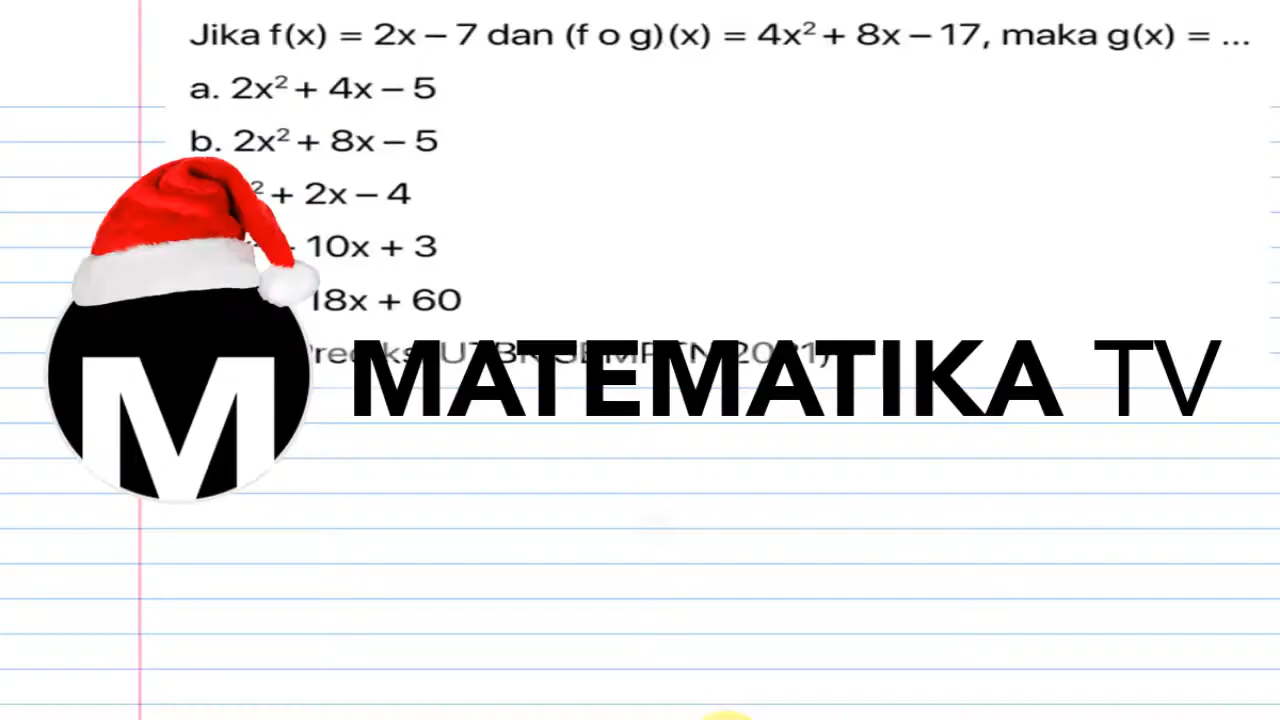 Jika f(x) = 2x – 7 dan (f o g)(x) = 4x² + 8x – 17, maka g(x) = ...
a. 2x² + 4x – 5
b. 2x² + 8x – 5
² + 2x – 4
10x + 3
18x + 60
MATEMATIKA TV
M